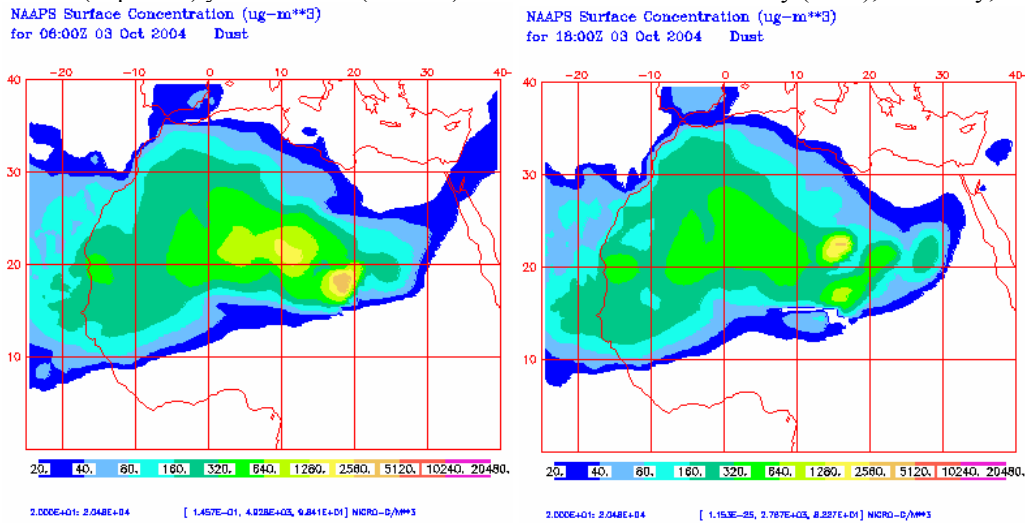 NAAPS Surface Concentration (ug-m**3)
for 06:00Z 03 Oct 2004 Dust
-20 -10 0 10 20 30 40
40
30
20
10
20. 40. 80. 160. 320. 640. 1280. 2560. 5120. 10240. 20480.
2.000E+01: 2.048E+04 [ 1.457E-01, 4.928E+03, 9.841E+01] MICRO-G/M**3
NAAPS Surface Concentration (ug-m**3)
for 18:00Z 03 Oct 2004 Dust
-20 -10 0 10 20 30 40
40
30
20
10
20. 40. 80. 160. 320. 640. 1280. 2560. 5120. 10240. 20480.
2.000E+01: 2.048E+04 [ 1.153E-25, 2.767E+03, 8.227E+01] MICRO-G/M**3